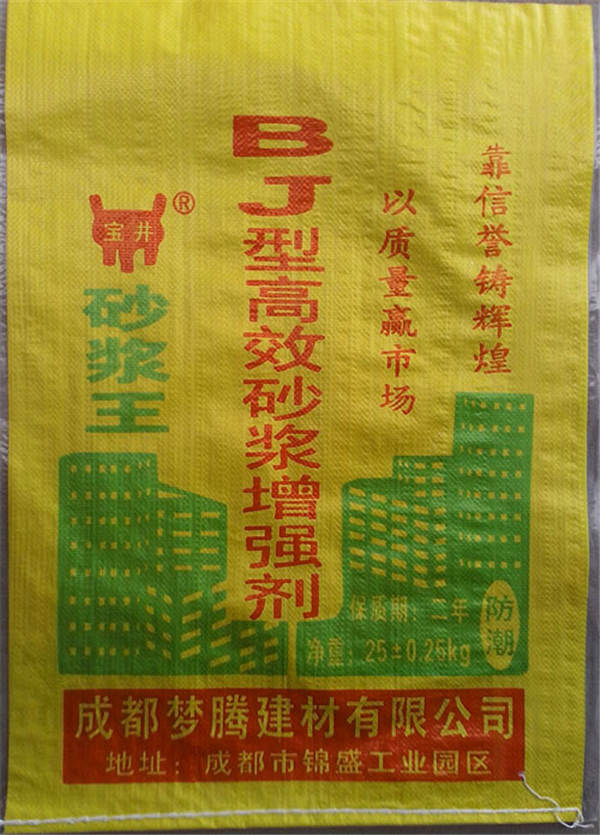 靠信誉铸辉煌
以质量赢市场
BJ型高效砂浆增强剂
宝井®
砂浆王
保质期：二年
净重：25±0.25kg
防潮
成都梦腾建材有限公司
地址：成都市锦盛工业园区